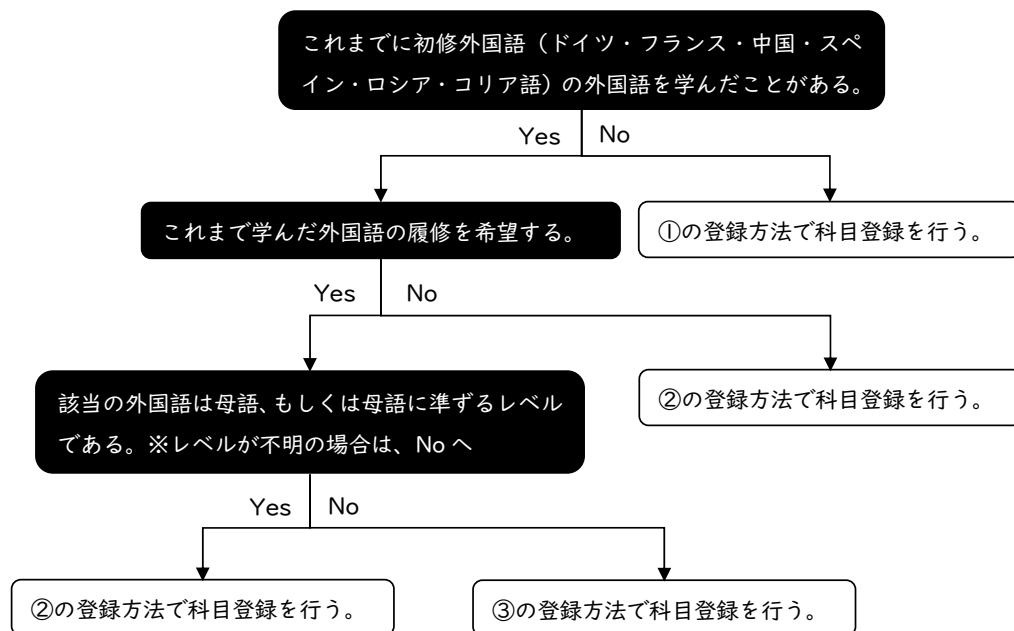 これまでに初修外国語（ドイツ・フランス・中国・スペ
イン・ロシア・コリア語）の外国語を学んだことがある。
Yes
No
これまで学んだ外国語の履修を希望する。
①の登録方法で科目登録を行う。
Yes
No
該当の外国語は母語、もしくは母語に準ずるレベル
である。※レベルが不明の場合は、No へ
②の登録方法で科目登録を行う。
Yes
No
②の登録方法で科目登録を行う。
③の登録方法で科目登録を行う。